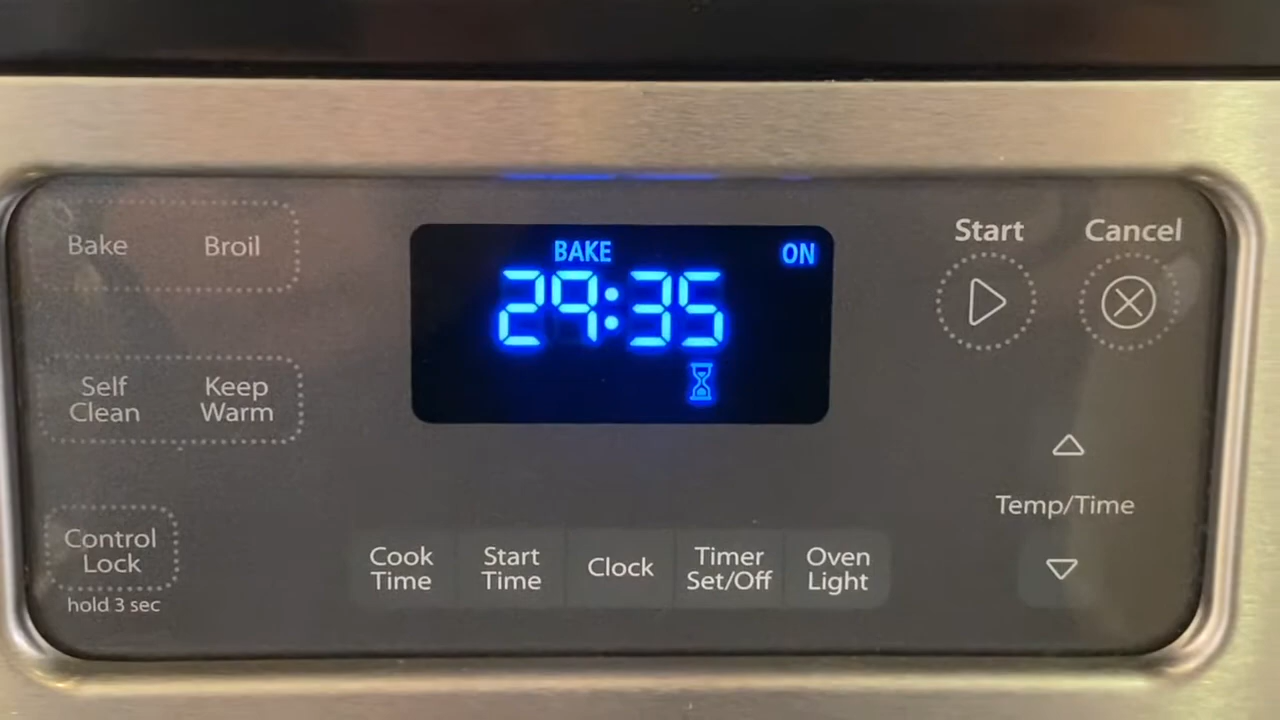 BAKE ON
29:35
Bake Broil
Self Clean
Keep Warm
Control Lock
hold 3 sec
Cook Time
Start Time
Clock
Timer Set/Off
Oven Light
Start Cancel
Temp/Time